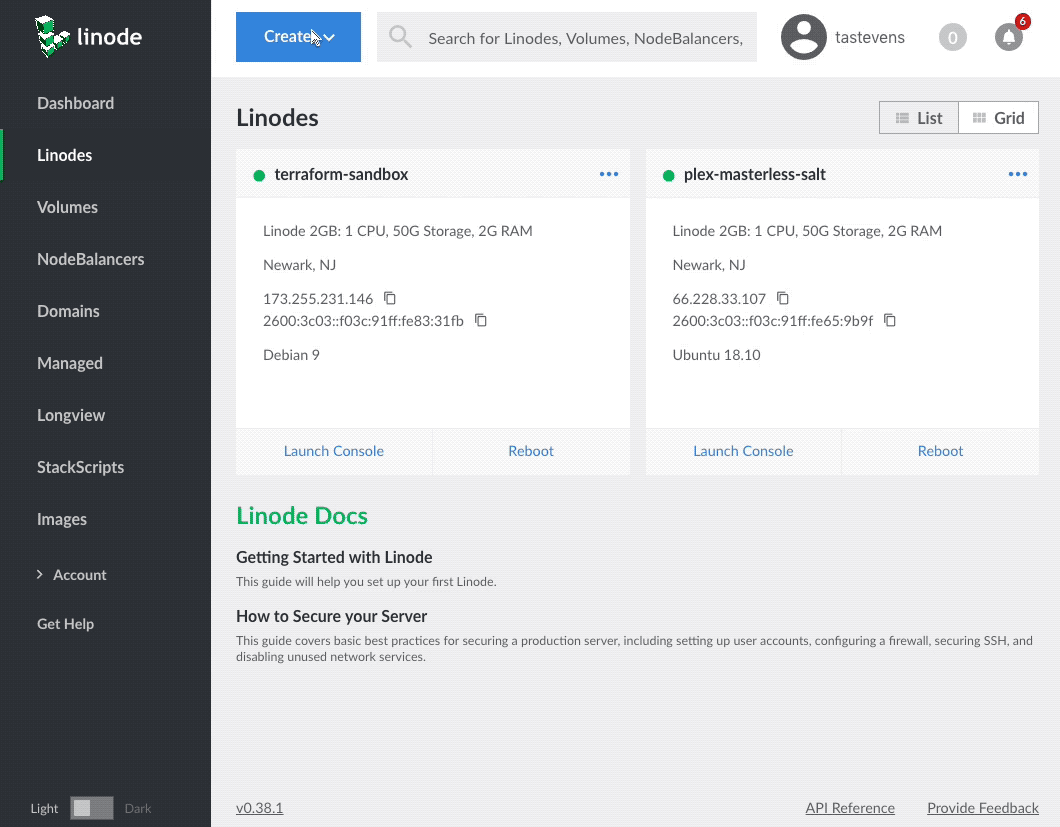 linode
Create
Search for Linodes, Volumes, NodeBalancers,
tastevens
0
6
Dashboard
Linodes
Volumes
NodeBalancers
Domains
Managed
Longview
StackScripts
Images
Account
Get Help
Light
Dark
Linodes
List
Grid
terraform-sandbox
Linode 2GB: 1 CPU, 50G Storage, 2G RAM
Newark, NJ
173.255.231.146
2600:3c03::f03c:91ff:fe83:31fb
Debian 9
Launch Console
Reboot
plex-masterless-salt
Linode 2GB: 1 CPU, 50G Storage, 2G RAM
Newark, NJ
66.228.33.107
2600:3c03::f03c:91ff:fe65:9b9f
Ubuntu 18.10
Launch Console
Reboot
Linode Docs
Getting Started with Linode
This guide will help you set up your first Linode.
How to Secure your Server
This guide covers basic best practices for securing a production server, including setting up user accounts, configuring a firewall, securing SSH, and
disabling unused network services.
v0.38.1
API Reference
Provide Feedback